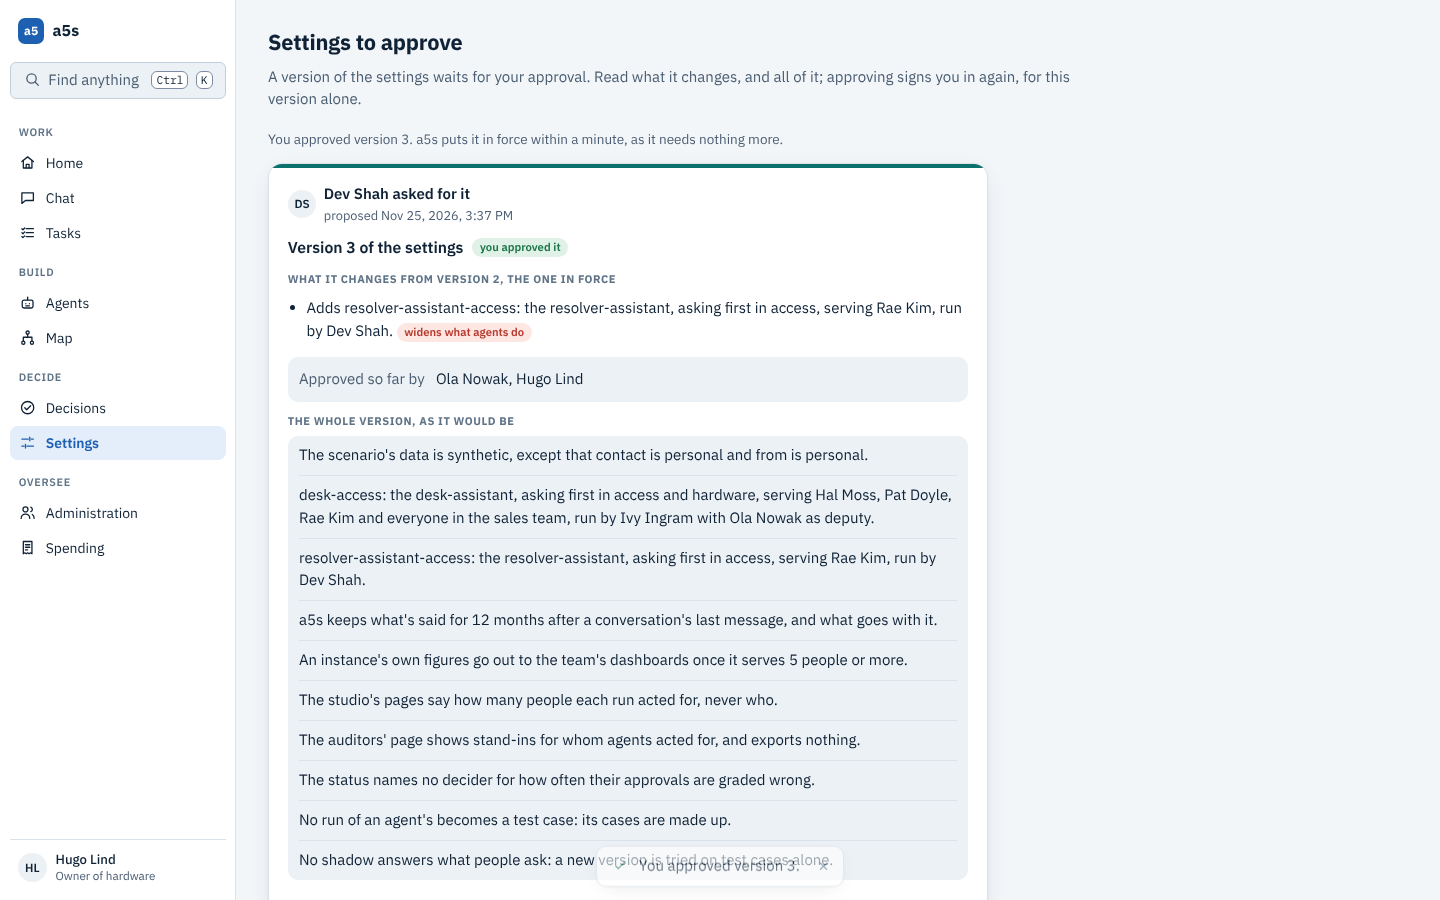 a5 a5s
Find anything Ctrl K
WORK
Home
Chat
Tasks
BUILD
Agents
Map
DECIDE
Decisions
Settings
OVERSEE
Administration
Spending
HL Hugo Lind
Owner of hardware
Settings to approve
A version of the settings waits for your approval. Read what it changes, and all of it; approving signs you in again, for this
version alone.
You approved version 3. a5s puts it in force within a minute, as it needs nothing more.
DS Dev Shah asked for it
proposed Nov 25, 2026, 3:37 PM
Version 3 of the settings you approved it
WHAT IT CHANGES FROM VERSION 2, THE ONE IN FORCE
• Adds resolver-assistant-access: the resolver-assistant, asking first in access, serving Rae Kim, run
by Dev Shah. widens what agents do
Approved so far by Ola Nowak, Hugo Lind
THE WHOLE VERSION, AS IT WOULD BE
The scenario's data is synthetic, except that contact is personal and from is personal.
desk-access: the desk-assistant, asking first in access and hardware, serving Hal Moss, Pat Doyle,
Rae Kim and everyone in the sales team, run by Ivy Ingram with Ola Nowak as deputy.
resolver-assistant-access: the resolver-assistant, asking first in access, serving Rae Kim, run by
Dev Shah.
a5s keeps what's said for 12 months after a conversation's last message, and what goes with it.
An instance's own figures go out to the team's dashboards once it serves 5 people or more.
The studio's pages say how many people each run acted for, never who.
The auditors' page shows stand-ins for whom agents acted for, and exports nothing.
The status names no decider for how often their approvals are graded wrong.
No run of an agent's becomes a test case: its cases are made up.
No shadow answers what people ask: a new version is tried on test cases alone.
You approved version 3.